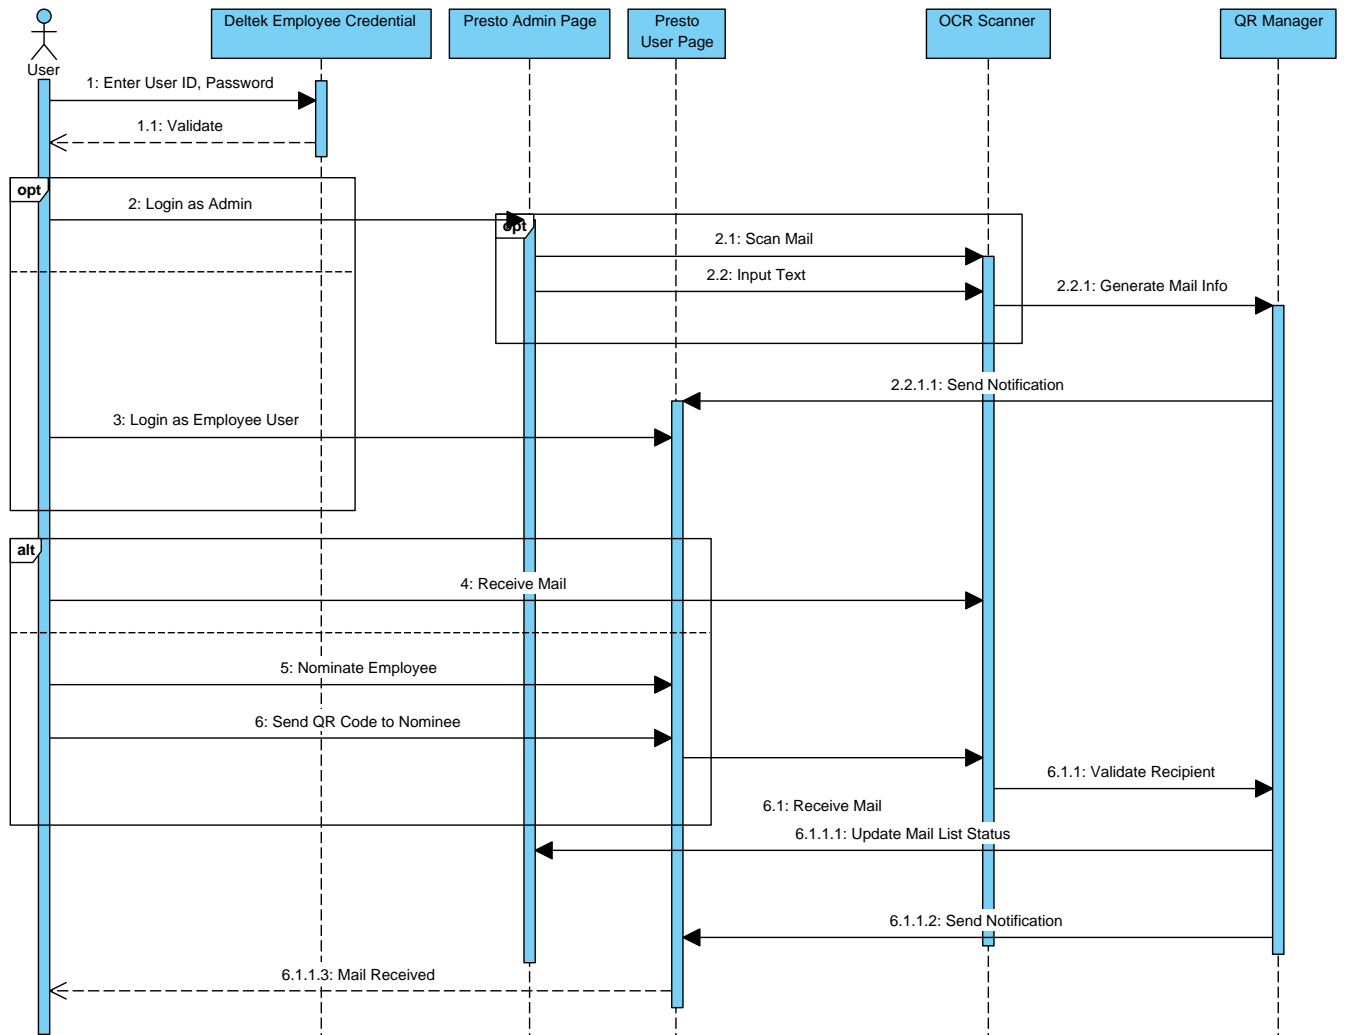 Deltek Employee Credential
Presto Admin Page
Presto
User Page
OCR Scanner
QR Manager
User
1: Enter User ID, Password
1.1: Validate
opt
2: Login as Admin
opt
2.1: Scan Mail
2.2: Input Text
2.2.1: Generate Mail Info
2.2.1.1: Send Notification
3: Login as Employee User
alt
4: Receive Mail
5: Nominate Employee
6: Send QR Code to Nominee
6.1.1: Validate Recipient
6.1: Receive Mail
6.1.1.1: Update Mail List Status
6.1.1.2: Send Notification
6.1.1.3: Mail Received